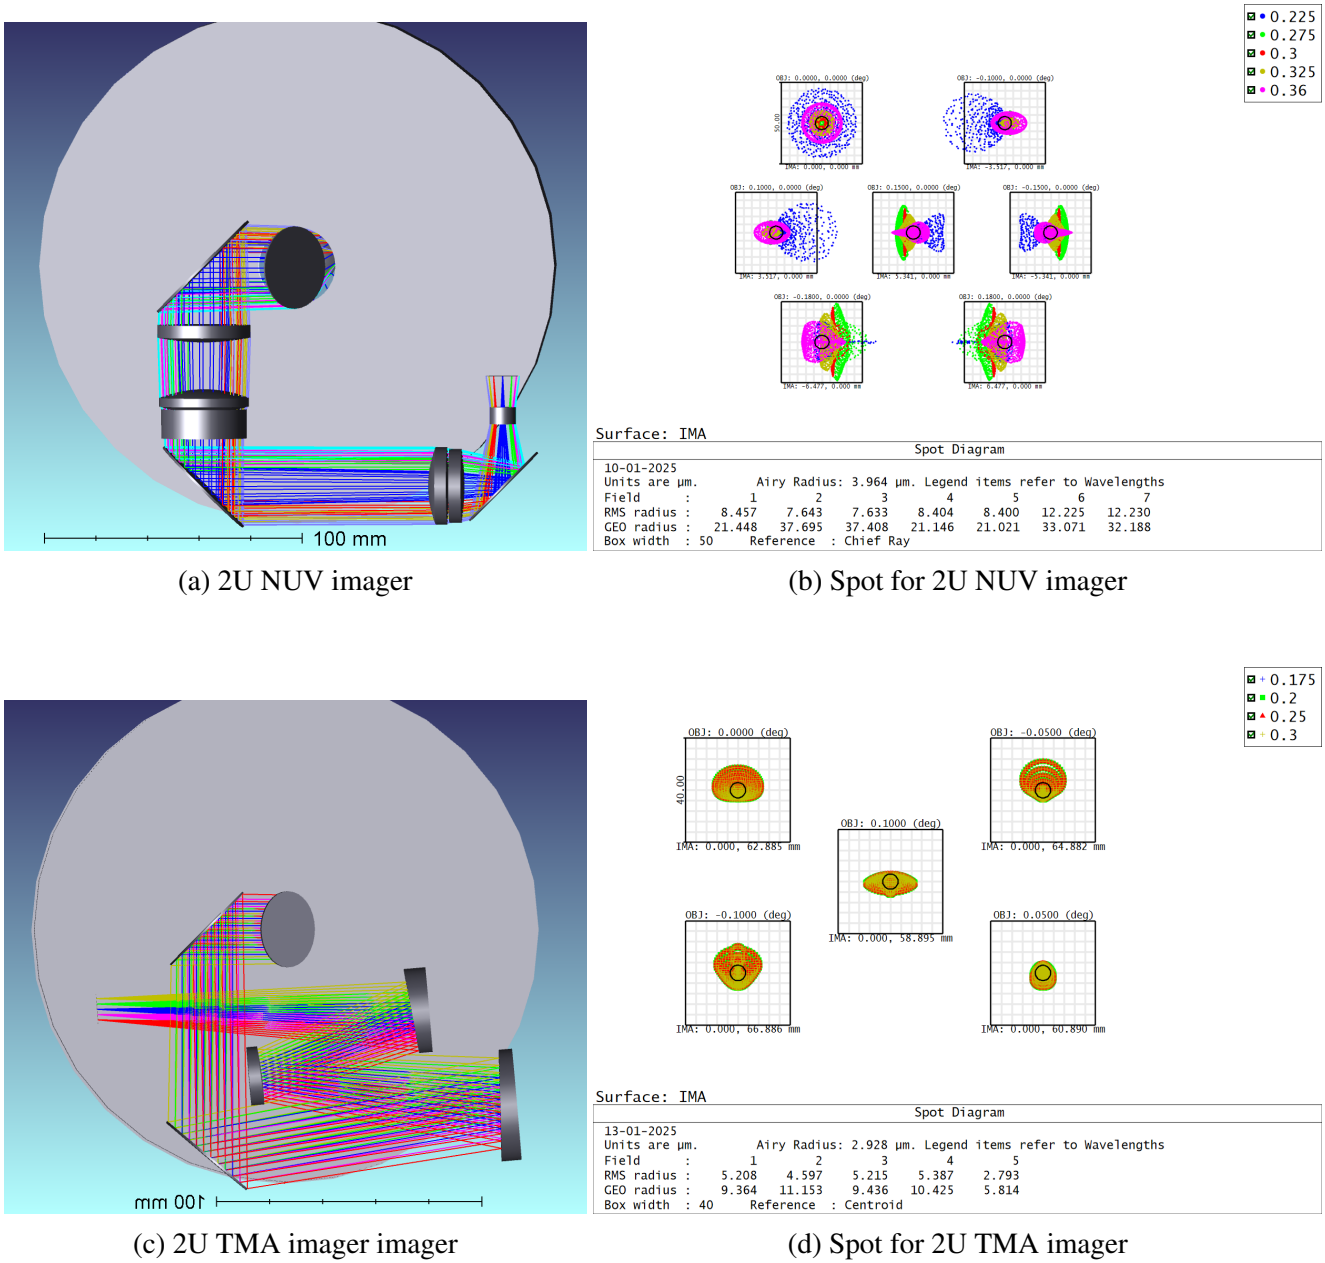 0.225
0.275
0.3
0.325
0.36
OBJ: 0.0000, 0.0000 (deg)
OBJ: -0.1000, 0.0000 (deg)
50.00
IMA: 0.000, 0.000 mm
IMA: -3.517, 0.000 mm
OBJ: 0.1000, 0.0000 (deg)
OBJ: 0.1500, 0.0000 (deg)
OBJ: -0.1500, 0.0000 (deg)
IMA: 3.517, 0.000 mm
IMA: 5.341, 0.000 mm
IMA: -5.341, 0.000 mm
OBJ: -0.1800, 0.0000 (deg)
OBJ: 0.1800, 0.0000 (deg)
IMA: -6.477, 0.000 mm
IMA: 6.477, 0.000 mm
100 mm
Surface: IMA
Spot Diagram
10-01-2025
Units are µm. Airy Radius: 3.964 µm. Legend items refer to Wavelengths
Field : 1 2 3 4 5 6 7
RMS radius : 8.457 7.643 7.633 8.404 8.400 12.225 12.230
GEO radius : 21.448 37.695 37.408 21.146 21.021 33.071 32.188
Box width : 50 Reference : Chief Ray
(a) 2U NUV imager
(b) Spot for 2U NUV imager
0.175
0.2
0.25
0.3
OBJ: 0.0000 (deg)
OBJ: -0.0500 (deg)
40.00
IMA: 0.000, 62.885 mm
IMA: 0.000, 64.882 mm
OBJ: 0.1000 (deg)
IMA: 0.000, 58.895 mm
OBJ: -0.1000 (deg)
OBJ: 0.0500 (deg)
IMA: 0.000, 66.886 mm
IMA: 0.000, 60.890 mm
100 mm
Surface: IMA
Spot Diagram
13-01-2025
Units are µm. Airy Radius: 2.928 µm. Legend items refer to Wavelengths
Field : 1 2 3 4 5
RMS radius : 5.208 4.597 5.215 5.387 2.793
GEO radius : 9.364 11.153 9.436 10.425 5.814
Box width : 40 Reference : Centroid
(c) 2U TMA imager imager
(d) Spot for 2U TMA imager